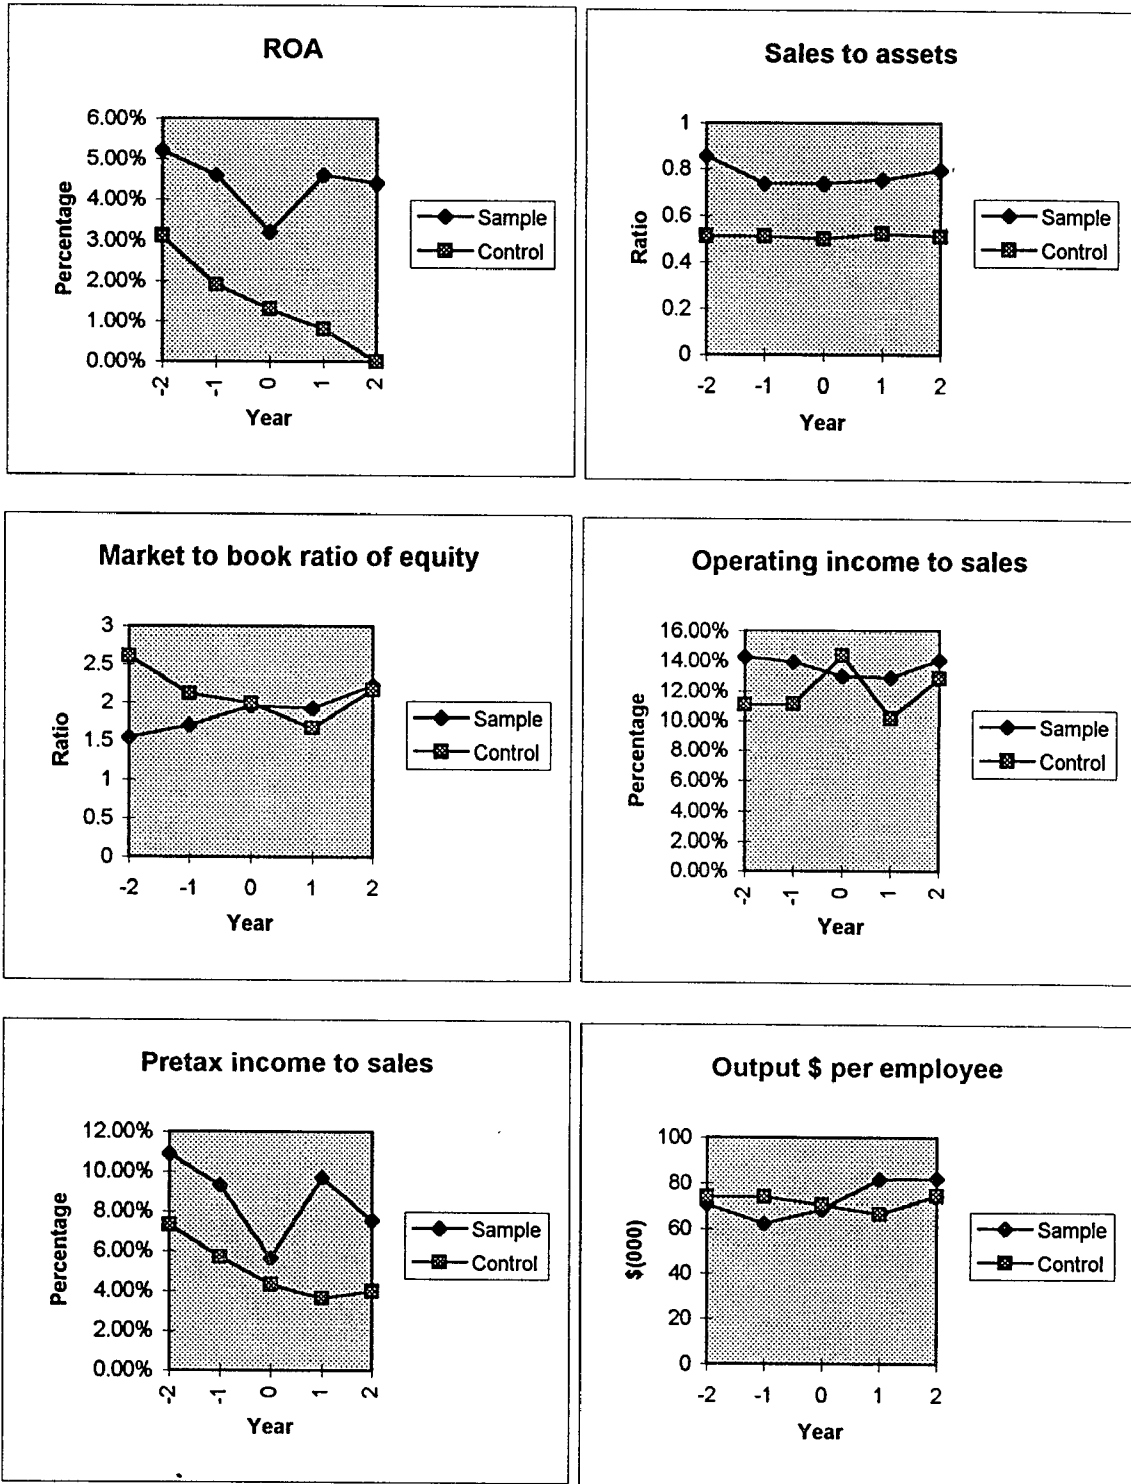 ROA
6.00%
5.00%
4.00%
3.00%
2.00%
1.00%
0.00%
Percentage
-2
-1
0
1
2
Year
Sample
Control
Sales to assets
1
0.8
0.6
0.4
0.2
0
Ratio
-2
-1
0
1
2
Year
Sample
Control
Market to book ratio of equity
3
2.5
2
1.5
1
0.5
0
Ratio
-2
-1
0
1
2
Year
Sample
Control
Operating income to sales
16.00%
14.00%
12.00%
10.00%
8.00%
6.00%
4.00%
2.00%
0.00%
Percentage
-2
-1
0
1
2
Year
Sample
Control
Pretax income to sales
12.00%
10.00%
8.00%
6.00%
4.00%
2.00%
0.00%
Percentage
-2
-1
0
1
2
Year
Sample
Control
Output $ per employee
100
80
60
40
20
0
$(000)
-2
-1
0
1
2
Year
Sample
Control